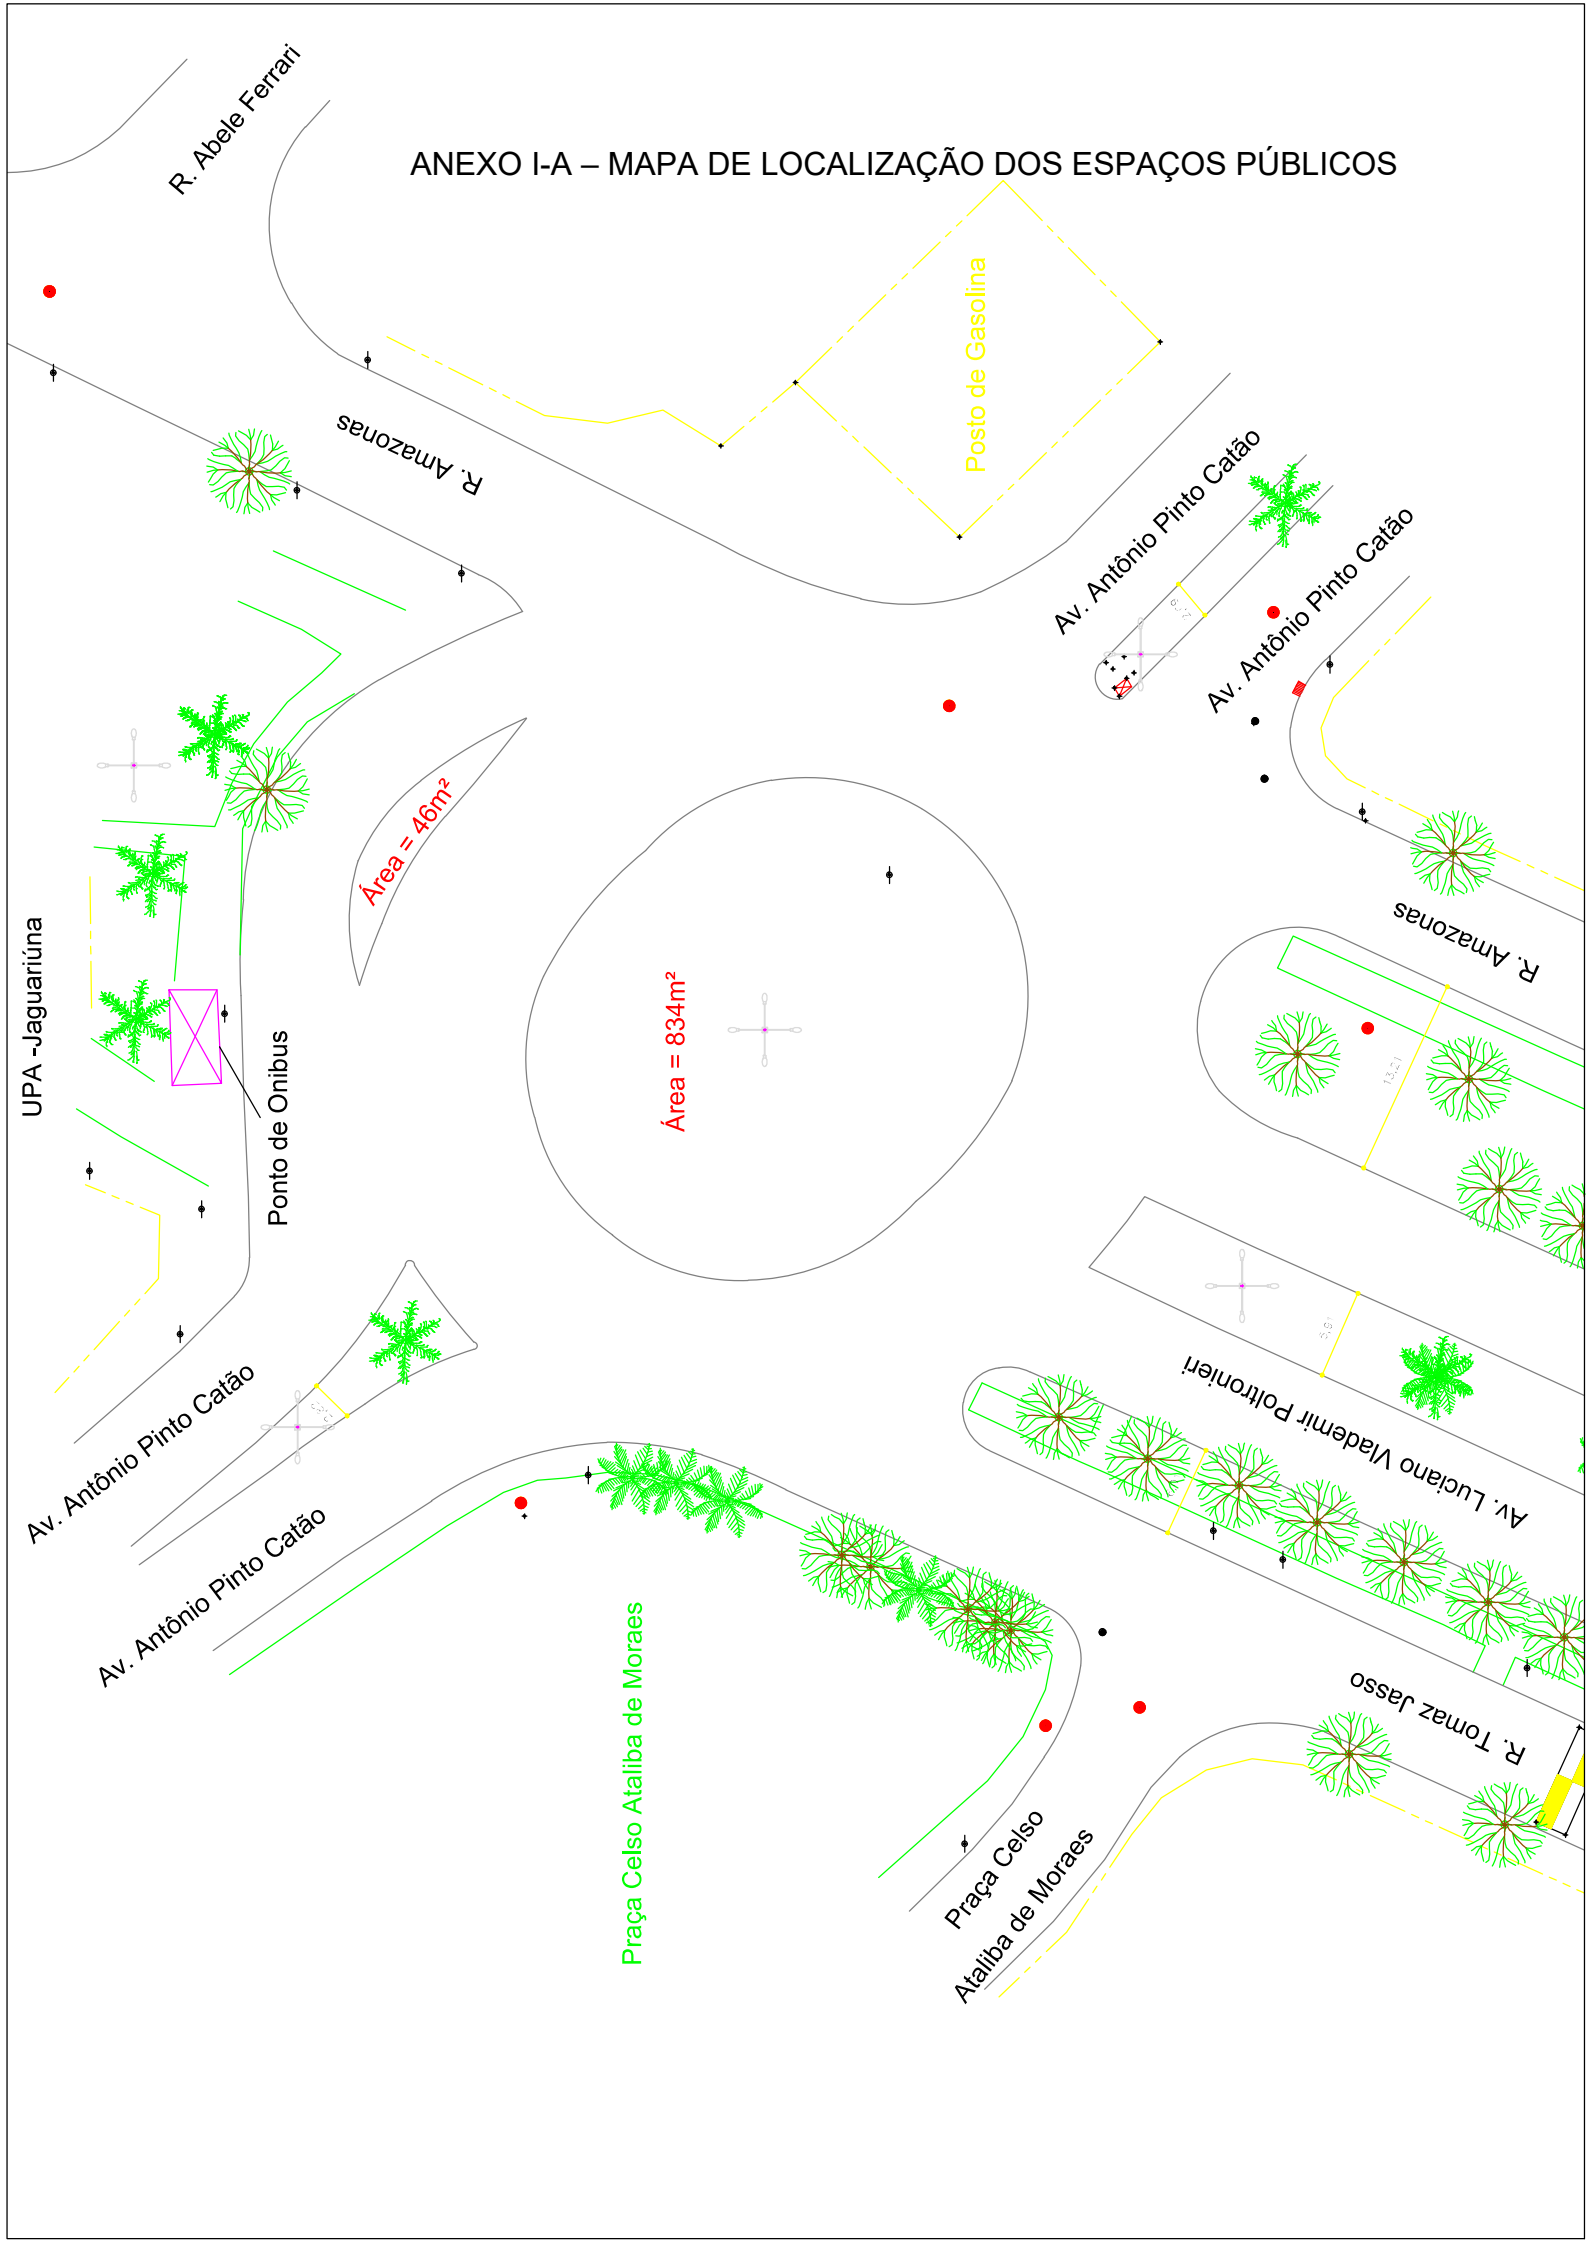 R. Abele Ferrari
ANEXO I-A – MAPA DE LOCALIZAÇÃO DOS ESPAÇOS PÚBLICOS
Posto de Gasolina
R. Amazonas
Av. Antônio Pinto Catão
Av. Antônio Pinto Catão
Área = 46m²
R. Amazonas
UPA -Jaguariúna
Área = 834m²
Ponto de Onibus
13.21
Av. Luciano Vlademir Poltronieri
Av. Antônio Pinto Catão
Av. Antônio Pinto Catão
Praça Celso Ataliba de Moraes
R. Tomaz Jasso
Praça Celso
Ataliba de Moraes